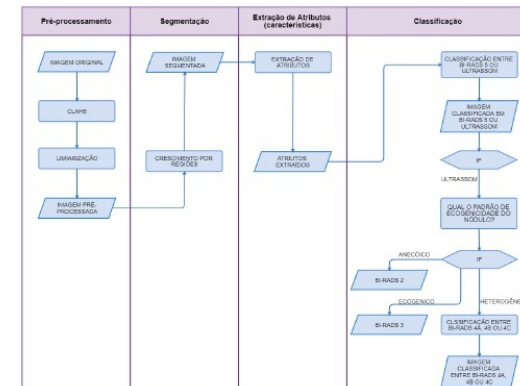 Pré-processamento
Segmentação
Extração de Atributos
(características)
Classificação
IMAGEM ORIGINAL
CLAHE
LIMIARIZAÇÃO
IMAGEM PRÉ-
PROCESSADA
IMAGEM
SEGMENTADA
CRESCIMENTO POR
REGIÕES
EXTRAÇÃO DE
ATRIBUTOS
ATRIBUTOS
EXTRAÍDOS
CLASSIFICAÇÃO ENTRE
BI-RADS 5 OU
ULTRASSOM
IMAGEM
CLASSIFICADA EM
BI-RADS 5 OU
ULTRASSOM
IF
ULTRASSOM
QUAL O PADRÃO DE
ECOGENICIDADE DO
NÓDULO?
ANECÓICO
IF
BI-RADS 2
ECOGENICO
HETEROGÊNE
BI-RADS 3
CLSSIFICAÇÃO ENTRE
BI-RADS 4A, 4B OU 4C
IMAGEM
CLASSIFICADA
ENTRE BI-RADS 4A,
4B OU 4C